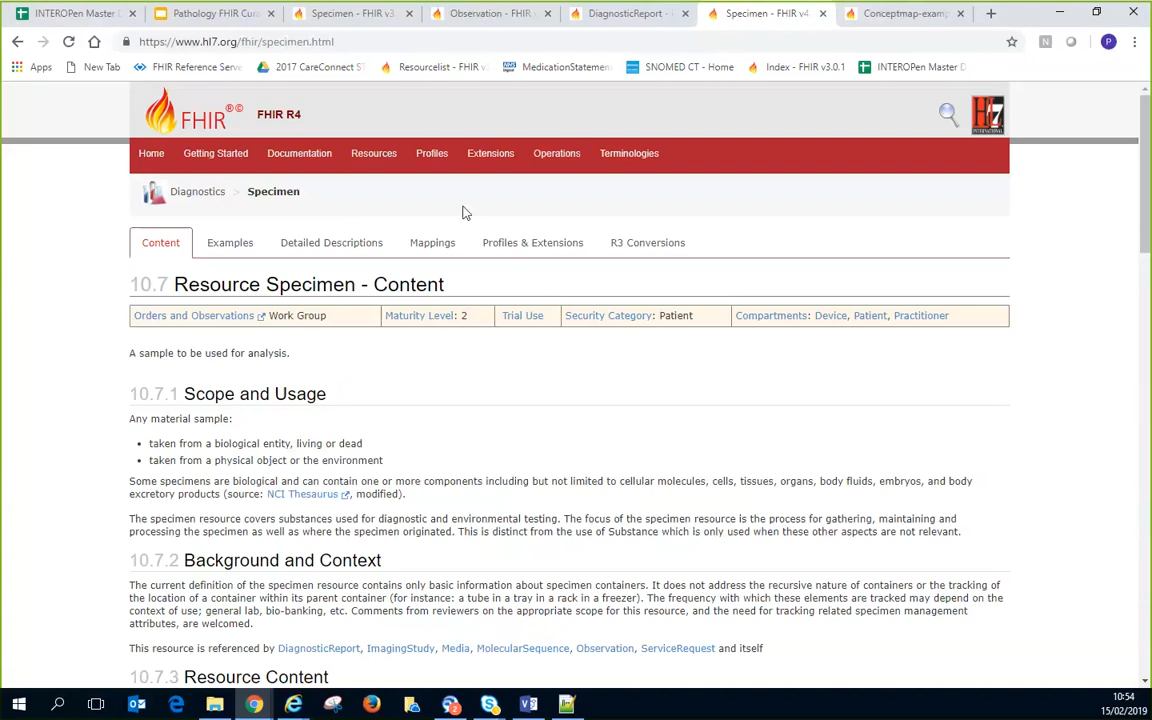 INTEROPen Master D
Pathology FHIR Cura
Specimen - FHIR v3.
Observation - FHIR
DiagnosticReport -
Specimen - FHIR v4
Conceptmap-examp
https://www.hl7.org/fhir/specimen.html
N
P
Apps
New Tab
FHIR Reference Serve
2017 CareConnect ST
Resourcelist - FHIR v
MedicationStatemen
SNOMED CT - Home
Index - FHIR v3.0.1
INTEROPen Master D
FHIR ®©
FHIR R4
HL7 INTERNATIONAL
Home
Getting Started
Documentation
Resources
Profiles
Extensions
Operations
Terminologies
Diagnostics > Specimen
Content
Examples
Detailed Descriptions
Mappings
Profiles & Extensions
R3 Conversions
10.7 Resource Specimen - Content
Orders and Observations Work Group
Maturity Level: 2
Trial Use
Security Category: Patient
Compartments: Device, Patient, Practitioner
A sample to be used for analysis.
10.7.1 Scope and Usage
Any material sample:
• taken from a biological entity, living or dead
• taken from a physical object or the environment
Some specimens are biological and can contain one or more components including but not limited to cellular molecules, cells, tissues, organs, body fluids, embryos, and body
excretory products (source: NCI Thesaurus , modified).
The specimen resource covers substances used for diagnostic and environmental testing. The focus of the specimen resource is the process for gathering, maintaining and
processing the specimen as well as where the specimen originated. This is distinct from the use of Substance which is only used when these other aspects are not relevant.
10.7.2 Background and Context
The current definition of the specimen resource contains only basic information about specimen containers. It does not address the recursive nature of containers or the tracking of
the location of a container within its parent container (for instance: a tube in a tray in a rack in a freezer). The frequency with which these elements are tracked may depend on the
context of use; general lab, bio-banking, etc. Comments from reviewers on the appropriate scope for this resource, and the need for tracking related specimen management
attributes, are welcomed.
This resource is referenced by DiagnosticReport, ImagingStudy, Media, MolecularSequence, Observation, ServiceRequest and itself
10.7.3 Resource Content
10:54
15/02/2019